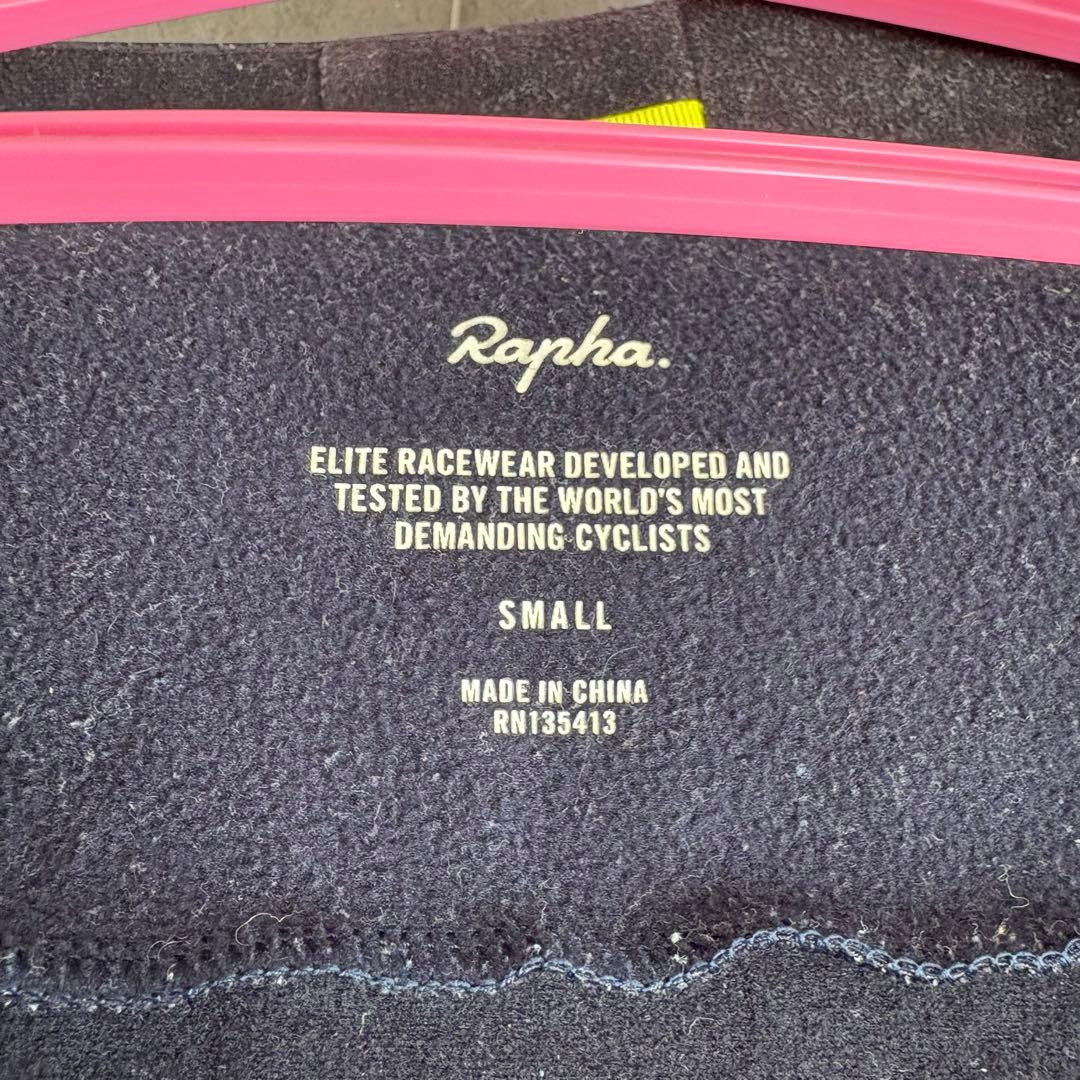 Rapha.
ELITE RACEWEAR DEVELOPED AND
TESTED BY THE WORLD'S MOST
DEMANDING CYCLISTS
SMALL
MADE IN CHINA
RN135413